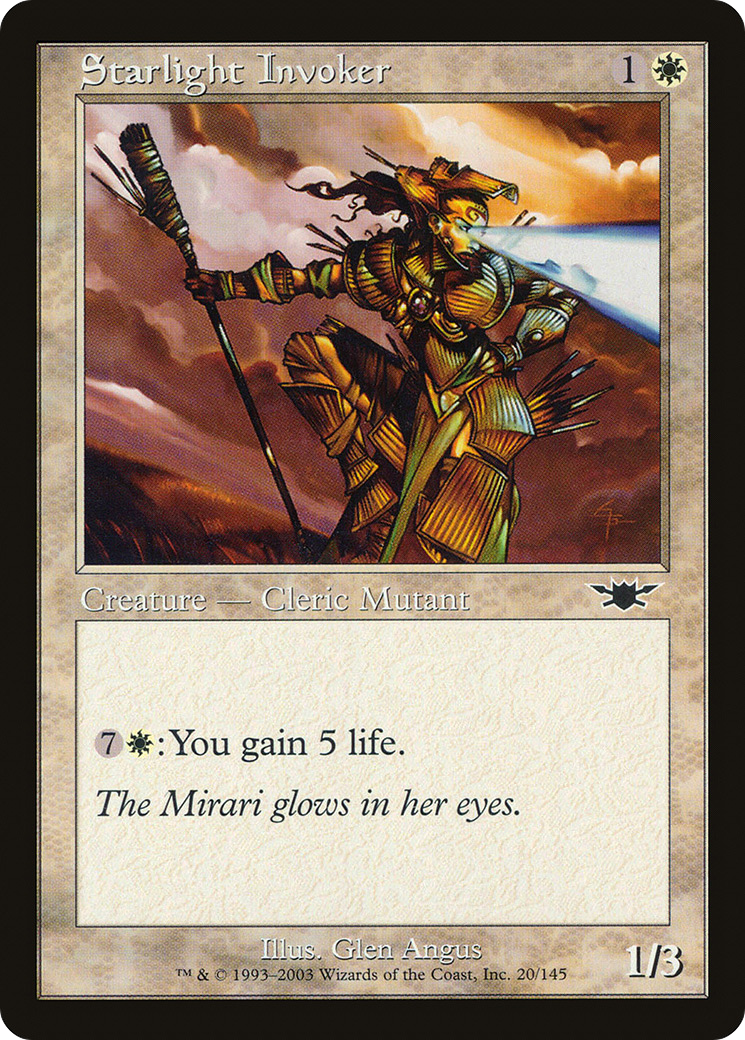 Starlight Invoker 1
Creature — Cleric Mutant
7 : You gain 5 life.
The Mirari glows in her eyes.
Illus. Glen Angus
™ & © 1993–2003 Wizards of the Coast, Inc. 20/145
1/3